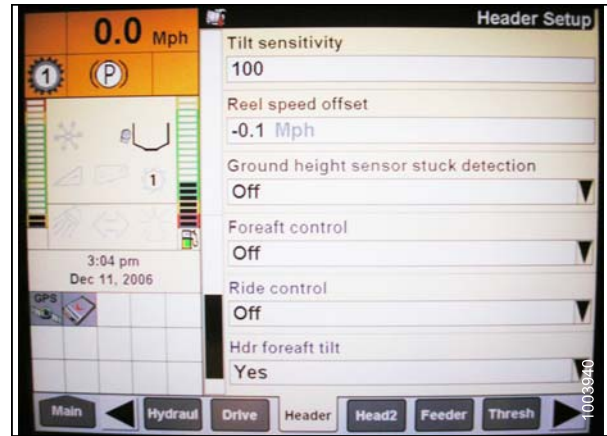 0.0 Mph
1
(P)
1
3:04 pm
Dec 11, 2006
GPS
Header Setup
Tilt sensitivity
100
Reel speed offset
-0.1 Mph
Ground height sensor stuck detection
Off
Foreaft control
Off
Ride control
Off
Hdr foreaft tilt
Yes
Main
Hydraul
Drive
Header
Head2
Feeder
Thresh
1003940